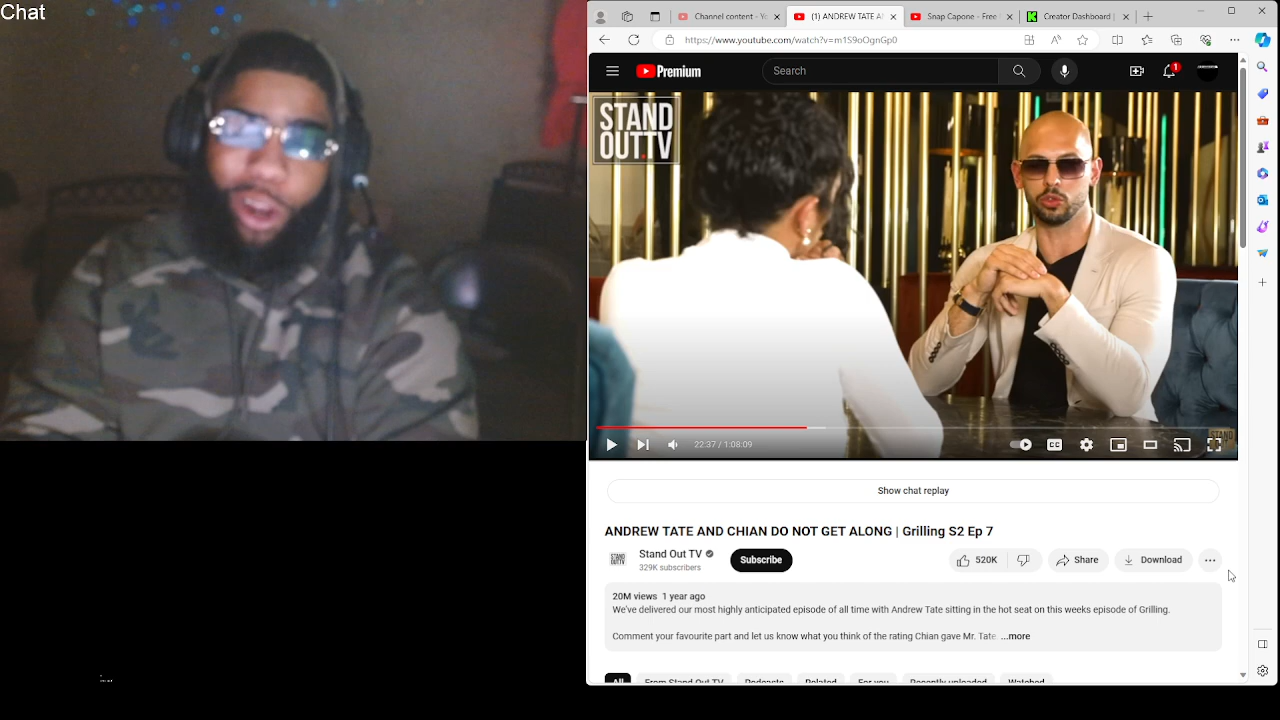 Chat
Channel content - Yo
(1) ANDREW TATE A
Snap Capone - Free
Creator Dashboard |
https://www.youtube.com/watch?v=m1S9oOgnGp0
Premium
Search
1
STAND
OUT.TV
22:37 / 1:08:09
CC
Show chat replay
ANDREW TATE AND CHIAN DO NOT GET ALONG | Grilling S2 Ep 7
Stand Out TV
329K subscribers
Subscribe
520K
Share
Download
20M views 1 year ago
We've delivered our most highly anticipated episode of all time with Andrew Tate sitting in the hot seat on this weeks episode of Grilling.
Comment your favourite part and let us know what you think of the rating Chian gave Mr. Tate. ...more
All
From Stand Out TV
Podcasts
Related
For you
Recently uploaded
Watched